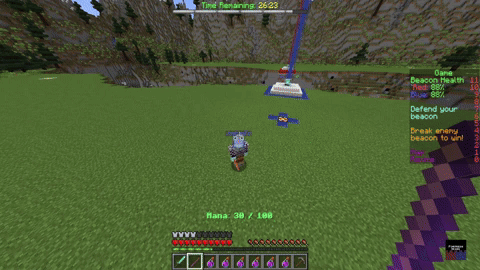 Time Remaining: 26:23
Game
Beacon Health
Red: 88%
Blue: 88%
Defend your
beacon
Break enemy
beacon to win!
Mana: 30 / 100